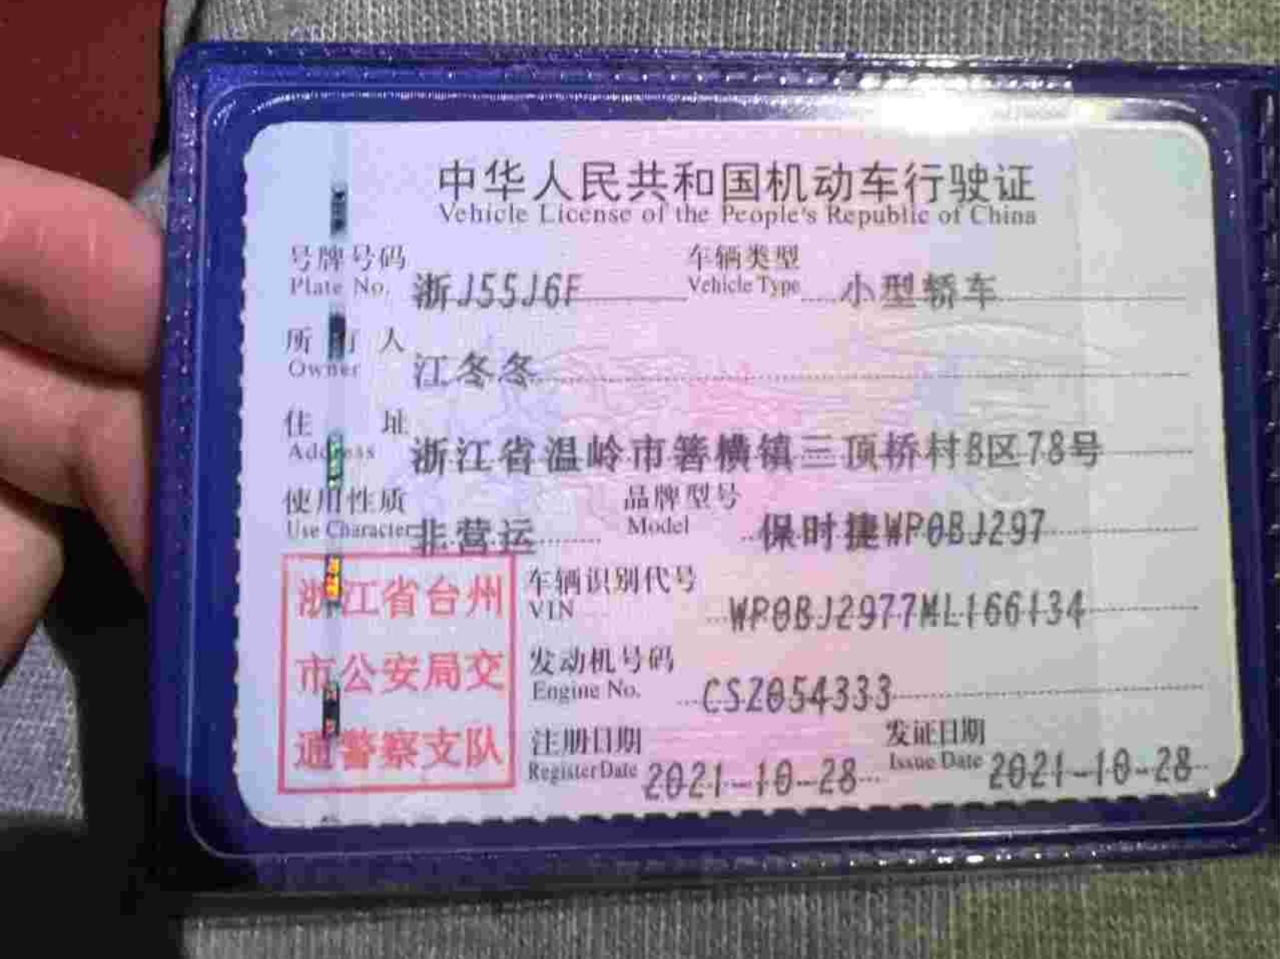 中华人民共和国机动车行驶证
Vehicle License of the People's Republic of China
号牌号码 浙J55J6F 车辆类型 小型轿车
Plate No. Vehicle Type
所有人 江冬冬
Owner
住 址 浙江省温岭市箬横镇三顶桥村B区78号
Address
使用性质 非营运 品牌型号 保时捷WP0BJ297
Use Character Model
浙江省台州
市公安局交
通警察支队
车辆识别代号 WP0BJ2977ML166134
VIN
发动机号码 CSZ054333
Engine No.
注册日期 2021-10-28 发证日期 2021-10-28
Register Date Issue Date